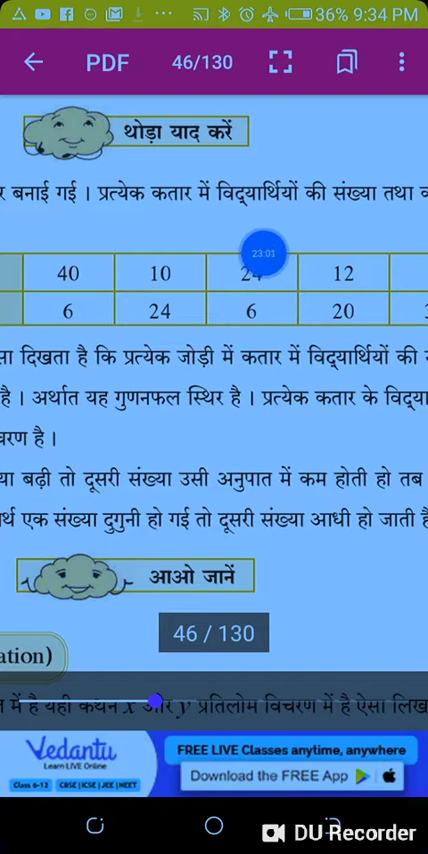 36% 9:34 PM
PDF 46/130
थोड़ा याद करें
बनाई गई । प्रत्येक कतार में विद्यार्थियों की संख्या तथा
23:01
40 10 24 12
6 24 6 20
दिखता है कि प्रत्येक जोड़ी में कतार में विद्यार्थियों की
है । अर्थात यह गुणनफल स्थिर है । प्रत्येक कतार के विद्या
चरण है ।
बढ़ी तो दूसरी संख्या उसी अनुपात में कम होती हो तब
एक संख्या दुगुनी हो गई तो दूसरी संख्या आधी हो जाती
आओ जानें
46 / 130
ation)
में है यही कथन x और y प्रतिलोम विचरण में है ऐसा लिख
Vedantu
Learn LIVE Online
Class 6-12 CBSE | ICSE | JEE | NEET
FREE LIVE Classes anytime, anywhere
Download the FREE App
DU Recorder